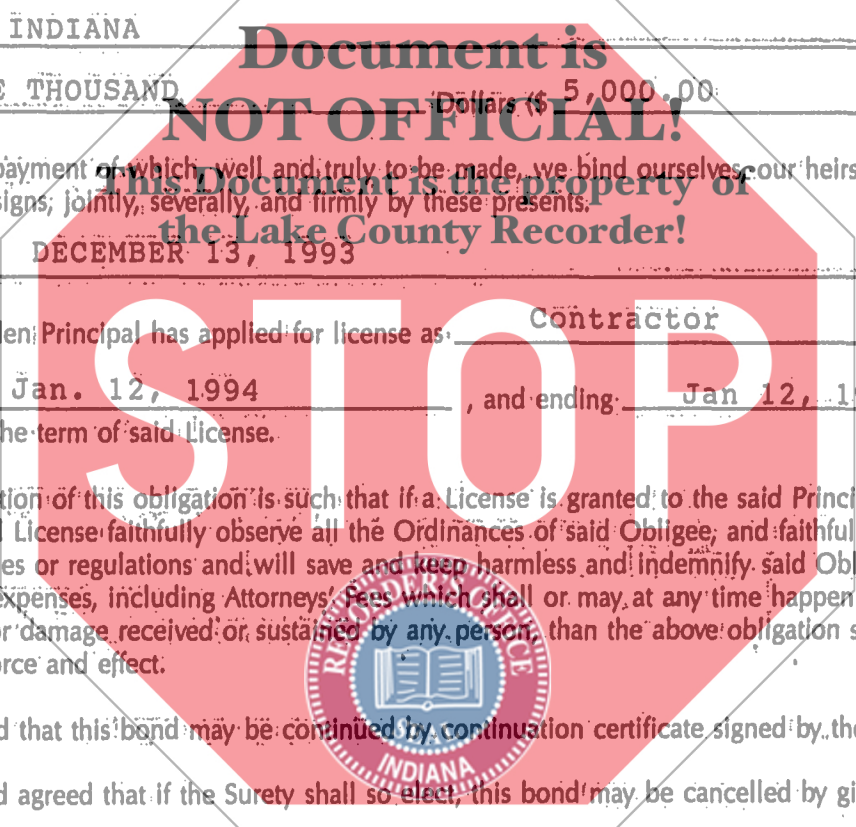 INDIANA
Document is
E THOUSAND Dollars ($ 5,000.00
NOT OFFICIAL!
payment of which, well and truly to be made, we bind ourselves, our heirs
This Document is the property of
signs, jointly, severally, and firmly by these presents.
the Lake County Recorder!
DECEMBER 13, 1993
STOP
en Principal has applied for license as Contractor
Jan. 12, 1994 , and ending Jan 12, 19
he term of said License.
tion of this obligation is such that if a License is granted to the said Princi
License faithfully observe all the Ordinances of said Obligee, and faithful
es or regulations and will save and keep harmless and indemnify said Obl
expenses, including Attorneys' Fees which shall or may at any time happen
r damage received or sustained by any person, than the above obligation s
rce and effect.
RECORDER'S OFFICE
SEAL
INDIANA
d that this bond may be continued by continuation certificate signed by the
d agreed that if the Surety shall so elect, this bond may be cancelled by gi